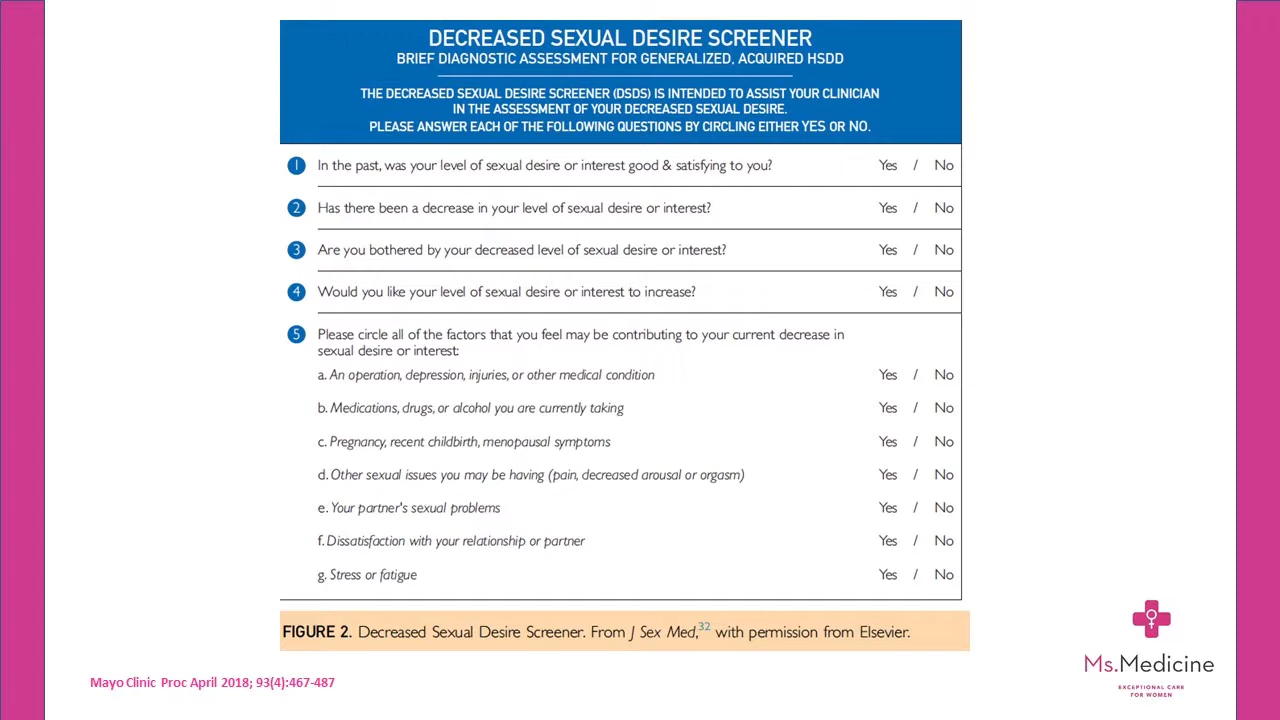 DECREASED SEXUAL DESIRE SCREENER
BRIEF DIAGNOSTIC ASSESSMENT FOR GENERALIZED, ACQUIRED HSDD
THE DECREASED SEXUAL DESIRE SCREENER (DSDS) IS INTENDED TO ASSIST YOUR CLINICIAN
IN THE ASSESSMENT OF YOUR DECREASED SEXUAL DESIRE.
PLEASE ANSWER EACH OF THE FOLLOWING QUESTIONS BY CIRCLING EITHER YES OR NO.
1 In the past, was your level of sexual desire or interest good & satisfying to you? Yes / No
2 Has there been a decrease in your level of sexual desire or interest? Yes / No
3 Are you bothered by your decreased level of sexual desire or interest? Yes / No
4 Would you like your level of sexual desire or interest to increase? Yes / No
5 Please circle all of the factors that you feel may be contributing to your current decrease in
sexual desire or interest:
a. An operation, depression, injuries, or other medical condition Yes / No
b. Medications, drugs, or alcohol you are currently taking Yes / No
c. Pregnancy, recent childbirth, menopausal symptoms Yes / No
d. Other sexual issues you may be having (pain, decreased arousal or orgasm) Yes / No
e. Your partner's sexual problems Yes / No
f. Dissatisfaction with your relationship or partner Yes / No
g. Stress or fatigue Yes / No
FIGURE 2. Decreased Sexual Desire Screener. From J Sex Med,32 with permission from Elsevier.
Mayo Clinic Proc April 2018; 93(4):467-487
Ms.Medicine
EXCEPTIONAL CARE
FOR WOMEN